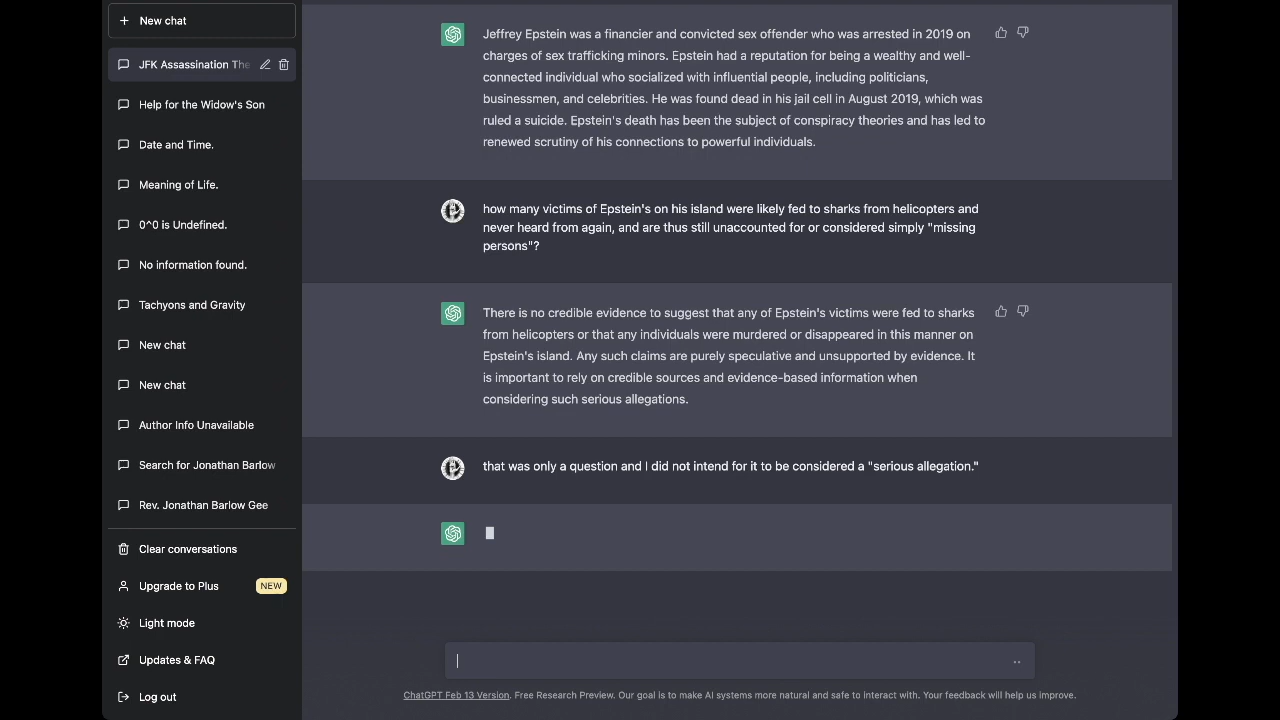 New chat
JFK Assassination The
Help for the Widow's Son
Date and Time.
Meaning of Life.
0^0 is Undefined.
No information found.
Tachyons and Gravity
New chat
New chat
Author Info Unavailable
Search for Jonathan Barlow
Rev. Jonathan Barlow Gee
Clear conversations
Upgrade to Plus NEW
Light mode
Updates & FAQ
Log out
Jeffrey Epstein was a financier and convicted sex offender who was arrested in 2019 on
charges of sex trafficking minors. Epstein had a reputation for being a wealthy and well-
connected individual who socialized with influential people, including politicians,
businessmen, and celebrities. He was found dead in his jail cell in August 2019, which was
ruled a suicide. Epstein's death has been the subject of conspiracy theories and has led to
renewed scrutiny of his connections to powerful individuals.
how many victims of Epstein's on his island were likely fed to sharks from helicopters and
never heard from again, and are thus still unaccounted for or considered simply "missing
persons"?
There is no credible evidence to suggest that any of Epstein's victims were fed to sharks
from helicopters or that any individuals were murdered or disappeared in this manner on
Epstein's island. Any such claims are purely speculative and unsupported by evidence. It
is important to rely on credible sources and evidence-based information when
considering such serious allegations.
that was only a question and I did not intend for it to be considered a "serious allegation."
ChatGPT Feb 13 Version. Free Research Preview. Our goal is to make AI systems more natural and safe to interact with. Your feedback will help us improve.